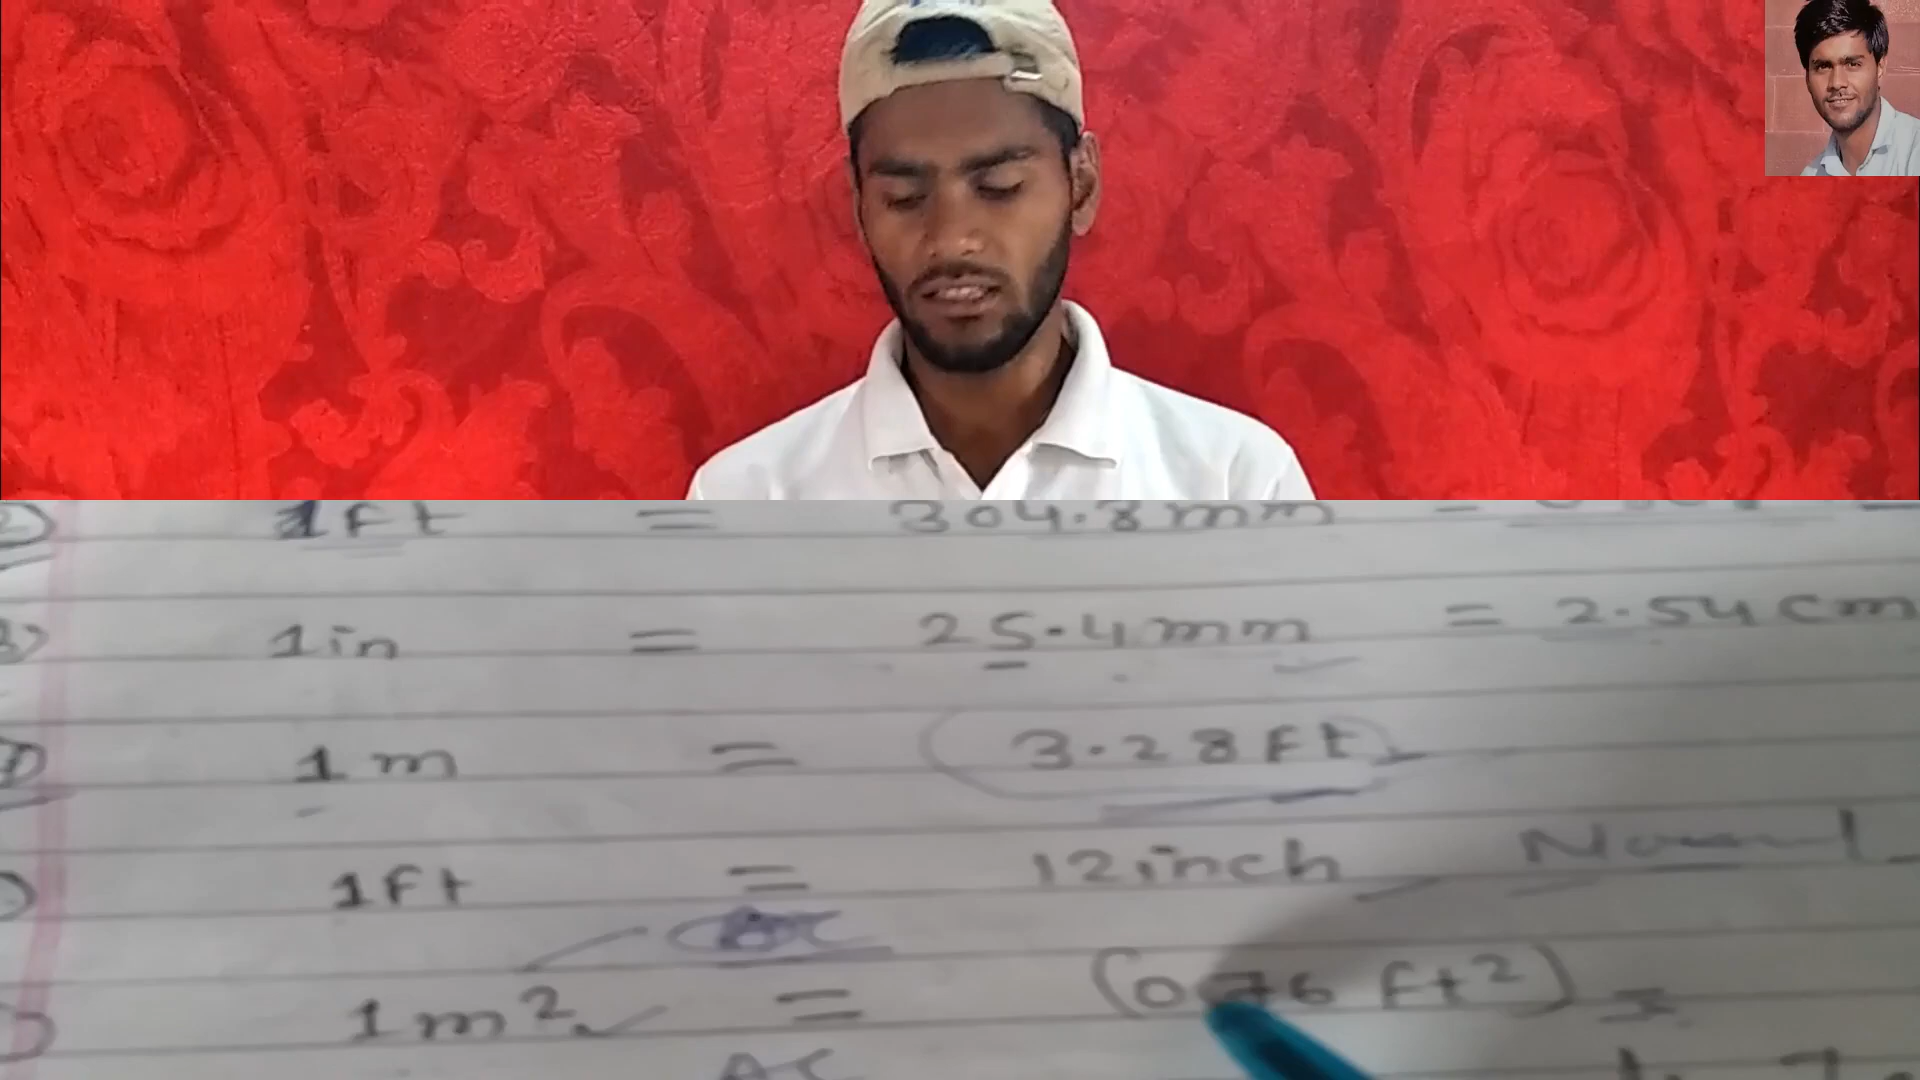 1Ft = 304.8mm =
1in = 25.4mm = 2.54cm
1m = (3.28Ft)
1Ft = 12inch
1m² = ft²)